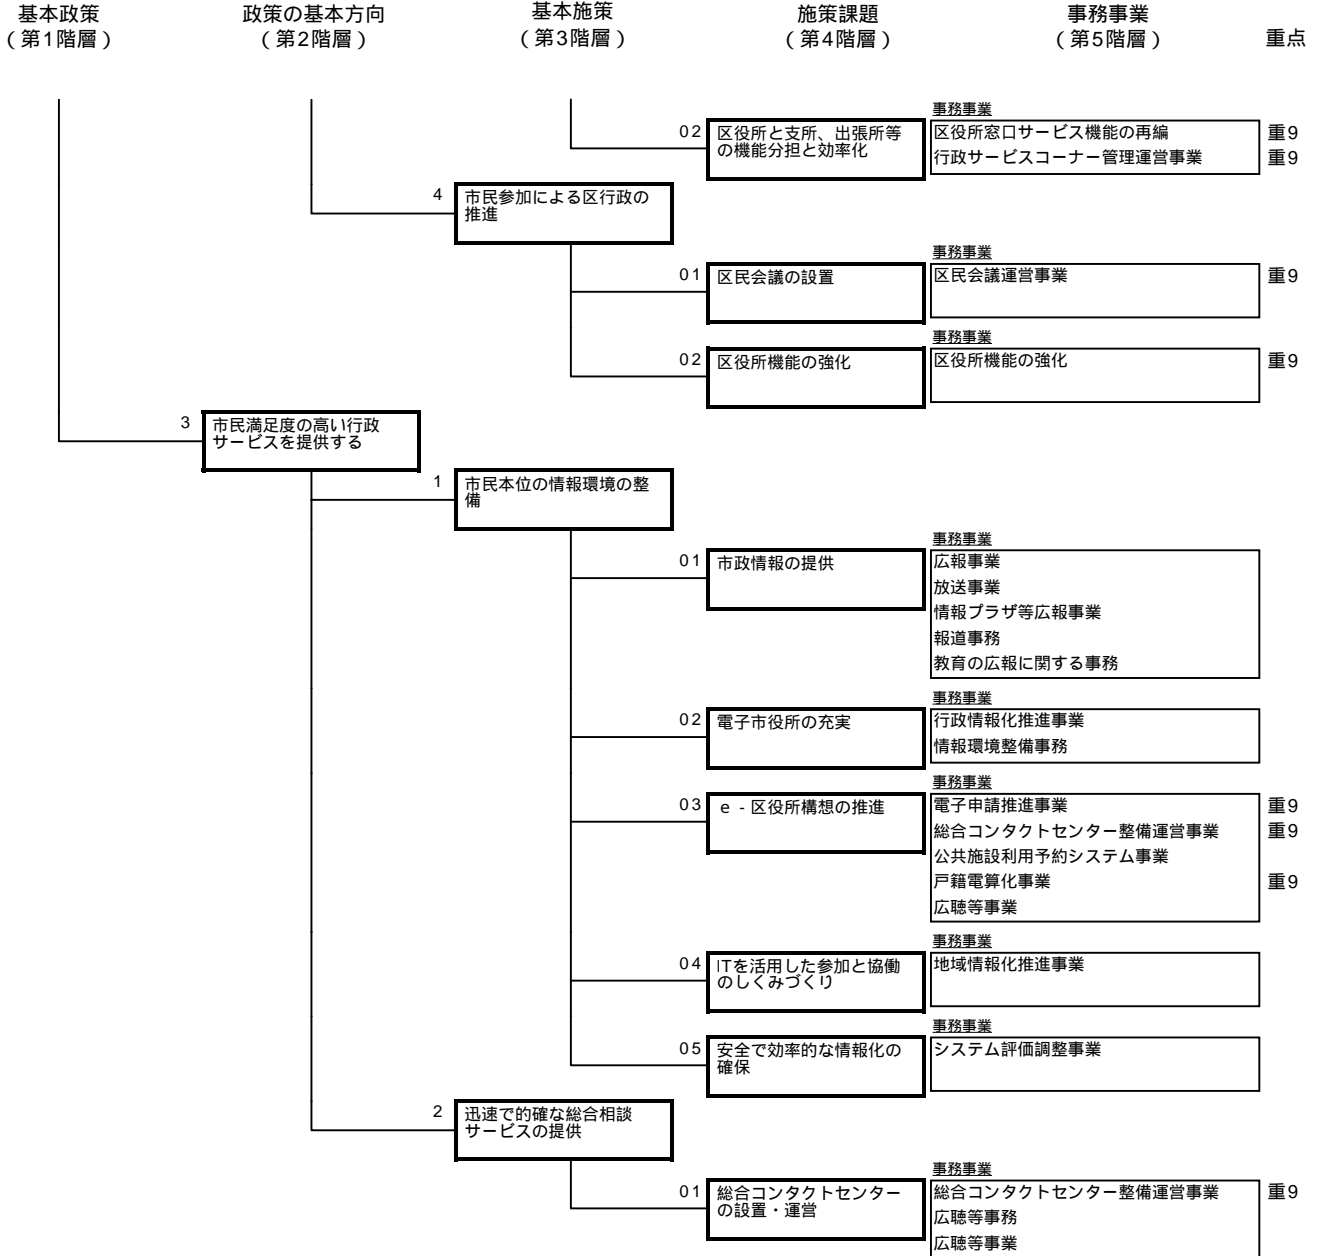 基本政策
（第1階層）
政策の基本方向
（第2階層）
基本施策
（第3階層）
施策課題
（第4階層）
事務事業
（第5階層）
重点
事務事業
02 区役所と支所、出張所等
の機能分担と効率化
区役所窓口サービス機能の再編 重9
行政サービスコーナー管理運営事業 重9
4 市民参加による区行政の
推進
事務事業
01 区民会議の設置
区民会議運営事業 重9
事務事業
02 区役所機能の強化
区役所機能の強化 重9
3 市民満足度の高い行政
サービスを提供する
1 市民本位の情報環境の整
備
事務事業
01 市政情報の提供
広報事業
放送事業
情報プラザ等広報事業
報道事務
教育の広報に関する事務
事務事業
02 電子市役所の充実
行政情報化推進事業
情報環境整備事務
事務事業
03 ｅ‐区役所構想の推進
電子申請推進事業 重9
総合コンタクトセンター整備運営事業 重9
公共施設利用予約システム事業
戸籍電算化事業 重9
広聴等事業
事務事業
04 ITを活用した参加と協働
のしくみづくり
地域情報化推進事業
事務事業
05 安全で効率的な情報化の
確保
システム評価調整事業
2 迅速で的確な総合相談
サービスの提供
事務事業
01 総合コンタクトセンター
の設置・運営
総合コンタクトセンター整備運営事業 重9
広聴等事務
広聴等事業